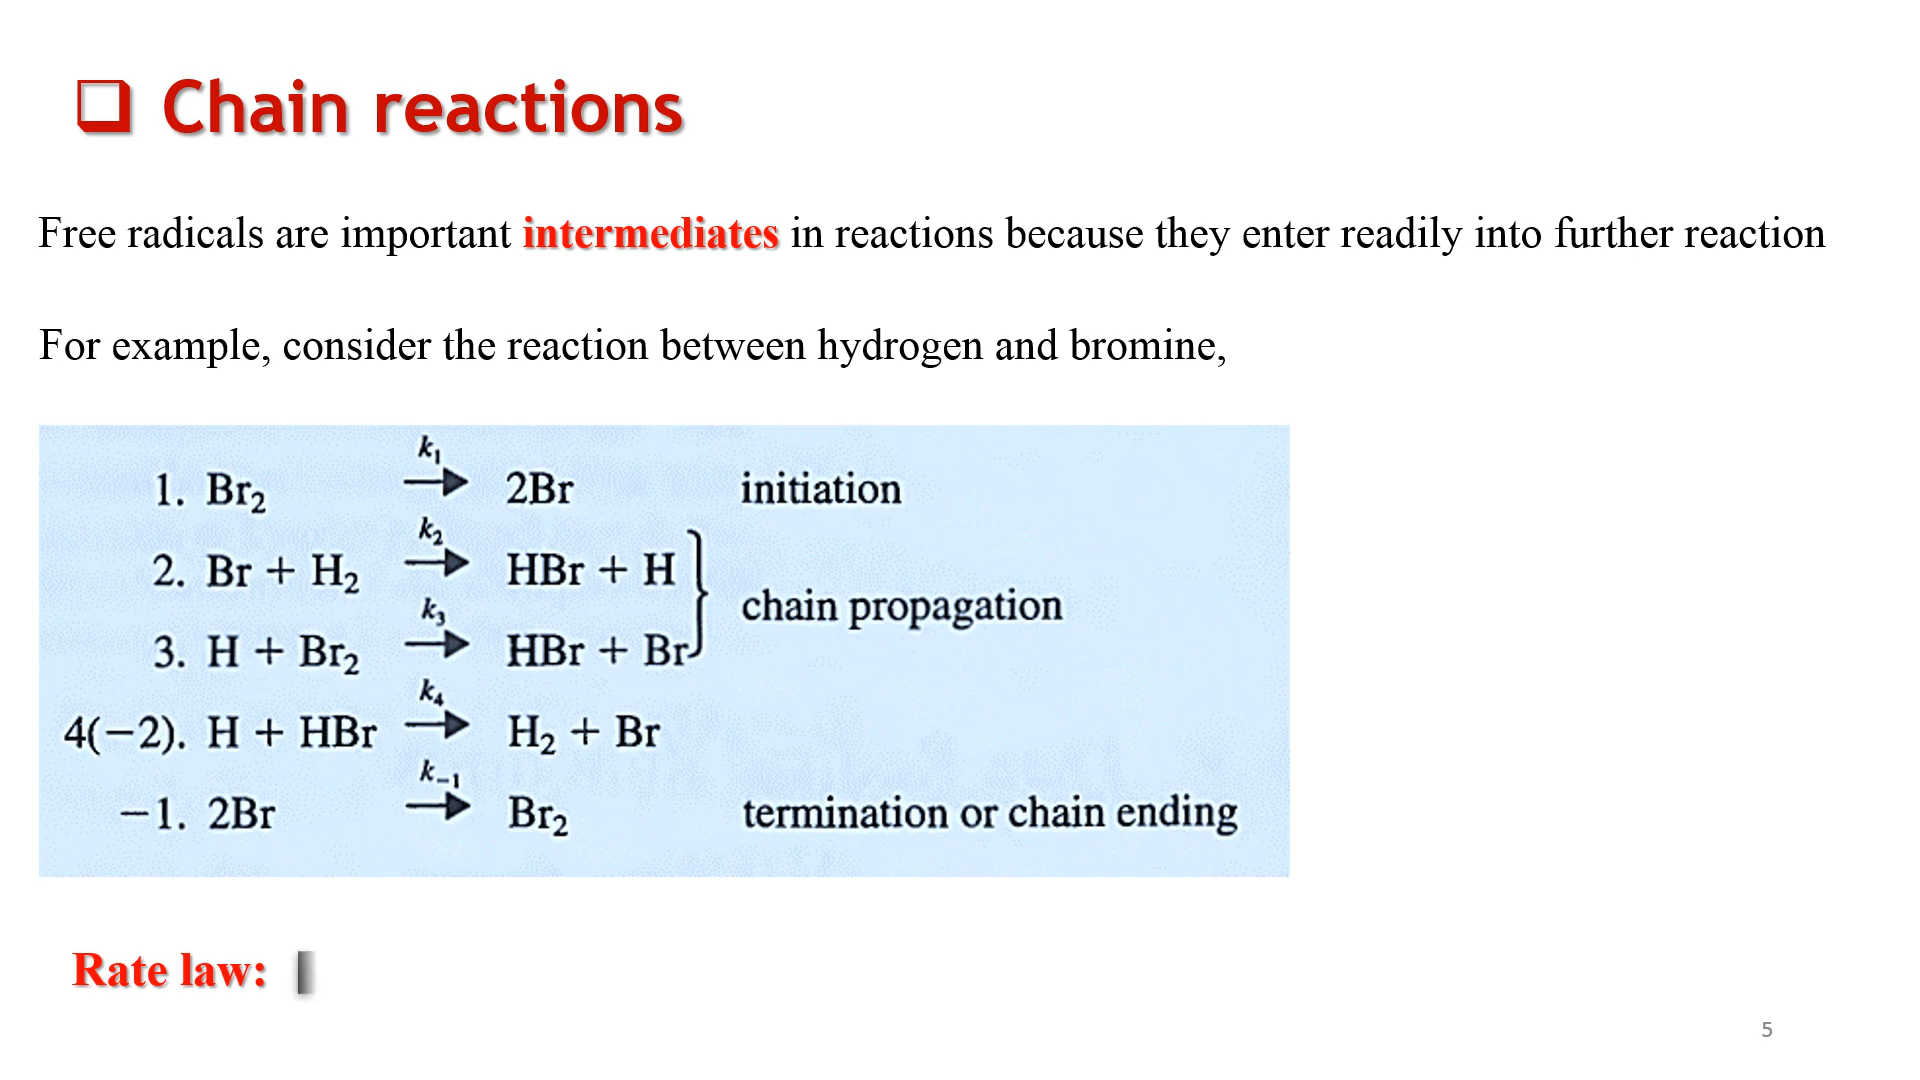 ❑ Chain reactions
Free radicals are important intermediates in reactions because they enter readily into further reaction
For example, consider the reaction between hydrogen and bromine,
k₁
1. Br₂ → 2Br initiation
k₂
2. Br + H₂ → HBr + H
chain propagation
k₃
3. H + Br₂ → HBr + Br
k₄
4(−2). H + HBr → H₂ + Br
k₋₁
−1. 2Br → Br₂ termination or chain ending
Rate law:
5